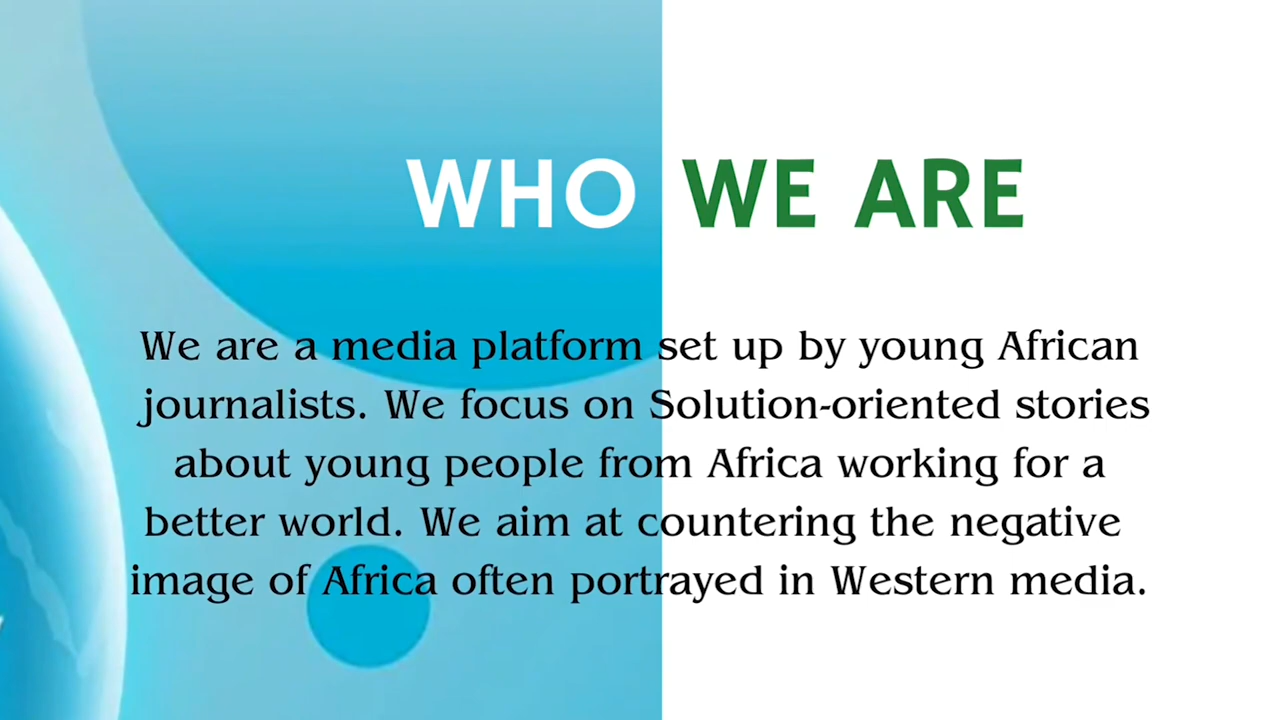 WHO WE ARE
We are a media platform set up by young African
journalists. We focus on Solution-oriented stories
about young people from Africa working for a
better world. We aim at countering the negative
image of Africa often portrayed in Western media.